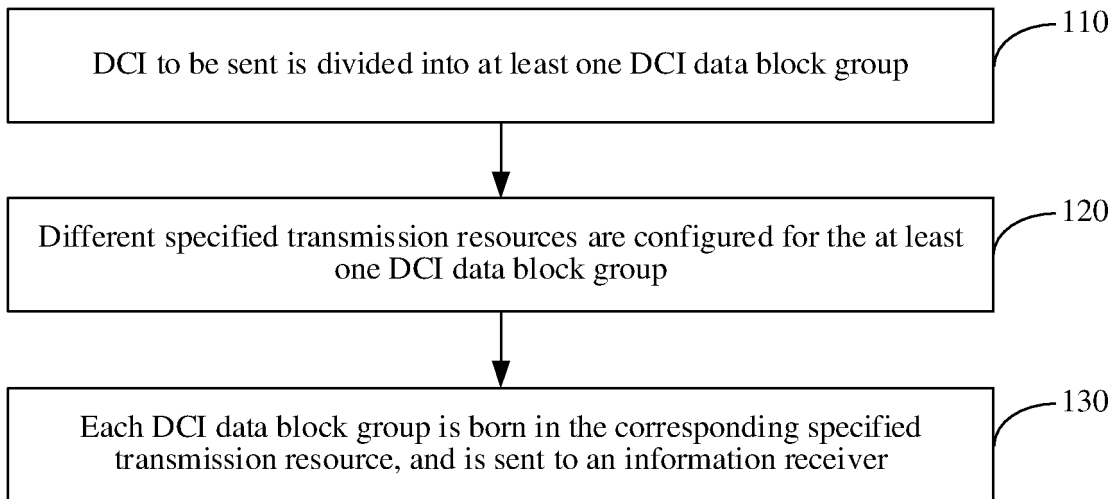 110
DCI to be sent is divided into at least one DCI data block group
120
Different specified transmission resources are configured for the at least
one DCI data block group
130
Each DCI data block group is born in the corresponding specified
transmission resource, and is sent to an information receiver